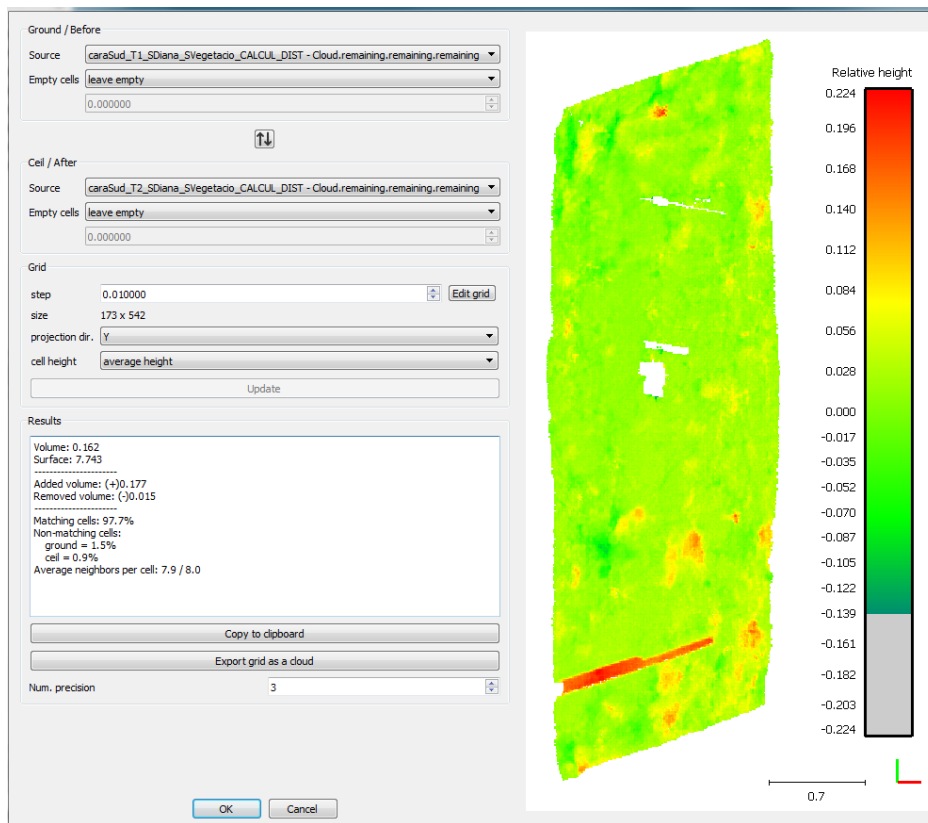 Ground / Before
Source caraSud_T1_SDiana_SVegetacio_CALCUL_DIST - Cloud.remaining.remaining.remaining
Empty cells leave empty
0.000000
Ceil / After
Source caraSud_T2_SDiana_SVegetacio_CALCUL_DIST - Cloud.remaining.remaining.remaining
Empty cells leave empty
0.000000
Grid
step 0.010000 Edit grid
size 173 x 542
projection dir. Y
cell height average height
Update
Results
Volume: 0.162
Surface: 7.743
----------------------
Added volume: (+)0.177
Removed volume: (-)0.015
----------------------
Matching cells: 97.7%
Non-matching cells:
ground = 1.5%
ceil = 0.9%
Average neighbors per cell: 7.9 / 8.0
Copy to clipboard
Export grid as a cloud
Num. precision 3
OK Cancel
Relative height
0.224
0.196
0.168
0.140
0.112
0.084
0.056
0.028
0.000
-0.017
-0.035
-0.052
-0.070
-0.087
-0.105
-0.122
-0.139
-0.161
-0.182
-0.203
-0.224
0.7